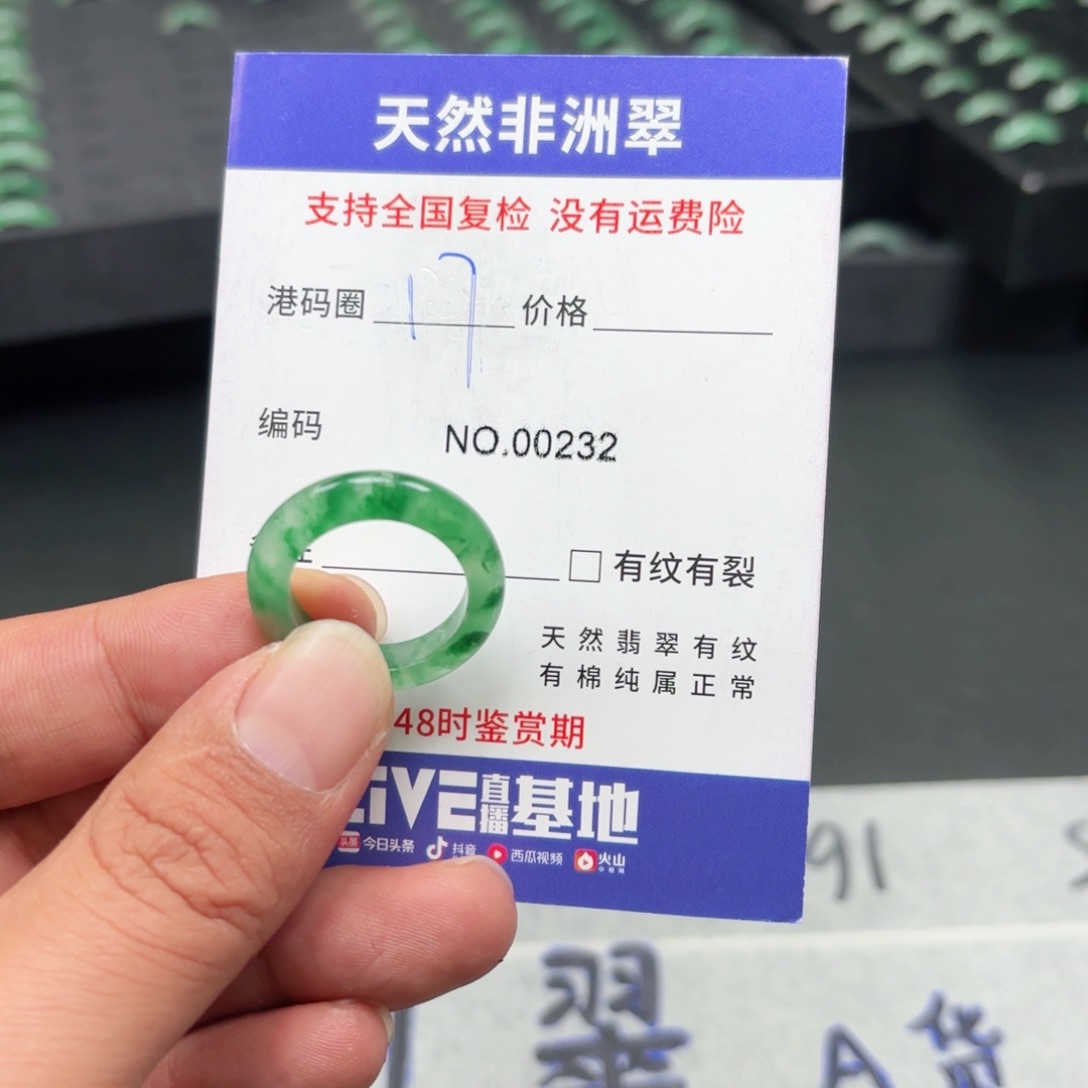 天然非洲翠
支持全国复检 没有运费险
港码圈 17 价格
编码 NO.00232
有纹有裂
天然翡翠有纹
有棉纯属正常
48时鉴赏期
LIVE直播基地
头条 今日头条 抖音 西瓜视频 火山
91
翠 A货